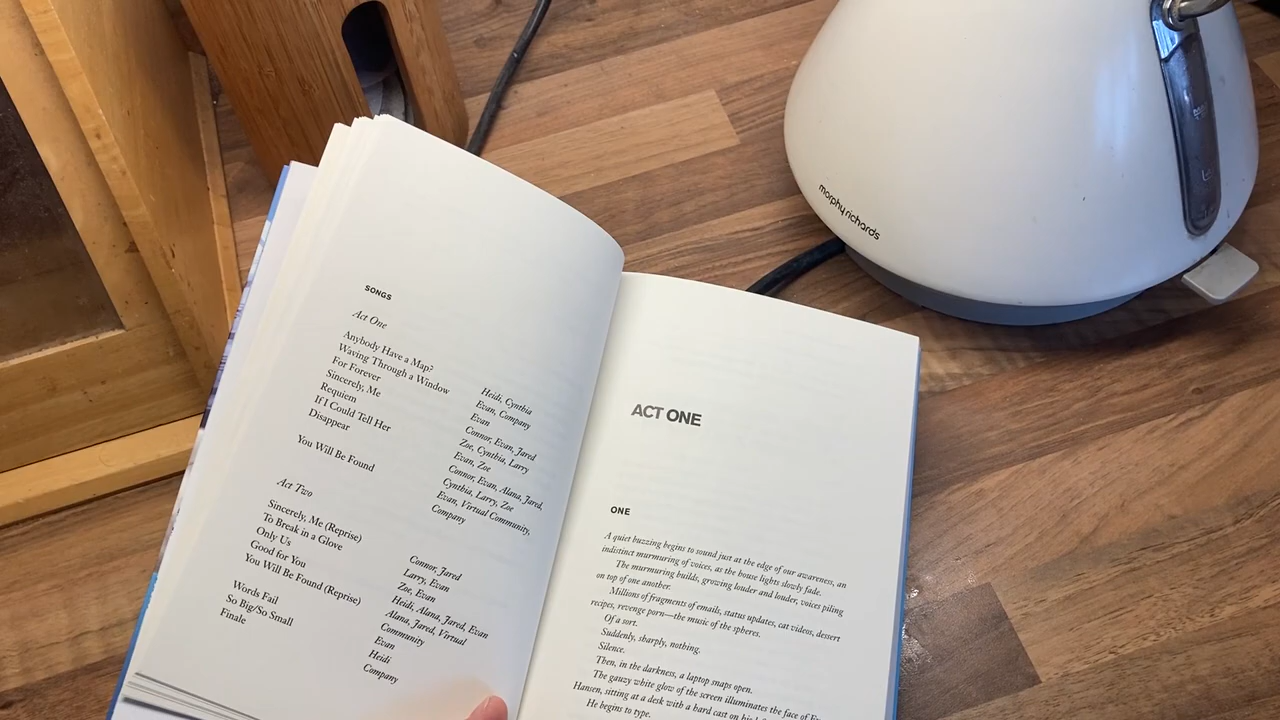 morphy richards
SONGS
Act One
Anybody Have a Map? Heidi, Cynthia
Waving Through a Window Evan, Company
For Forever Evan
Sincerely, Me Connor, Evan, Jared
Requiem Zoe, Cynthia, Larry
If I Could Tell Her Evan, Zoe
Disappear Connor, Evan, Alana, Jared,
Cynthia, Larry, Zoe
You Will Be Found Evan, Virtual Community,
Company
Act Two
Sincerely, Me (Reprise) Connor, Jared
To Break in a Glove Larry, Evan
Only Us Zoe, Evan
Good for You Heidi, Alana, Jared, Evan
You Will Be Found (Reprise) Alana, Jared, Virtual
Community
Words Fail Evan
So Big/So Small Heidi
Finale Company
ACT ONE
ONE
A quiet buzzing begins to sound just at the edge of our awareness, an
indistinct murmuring of voices, as the house lights slowly fade.
The murmuring builds, growing louder and louder, voices piling
on top of one another.
Millions of fragments of emails, status updates, cat videos, dessert
recipes, revenge porn—the music of the spheres.
Of a sort.
Suddenly, sharply, nothing.
Silence.
Then, in the darkness, a laptop snaps open.
The gauzy white glow of the screen illuminates the face of
Hansen, sitting at a desk with a hard cast on
He begins to type.